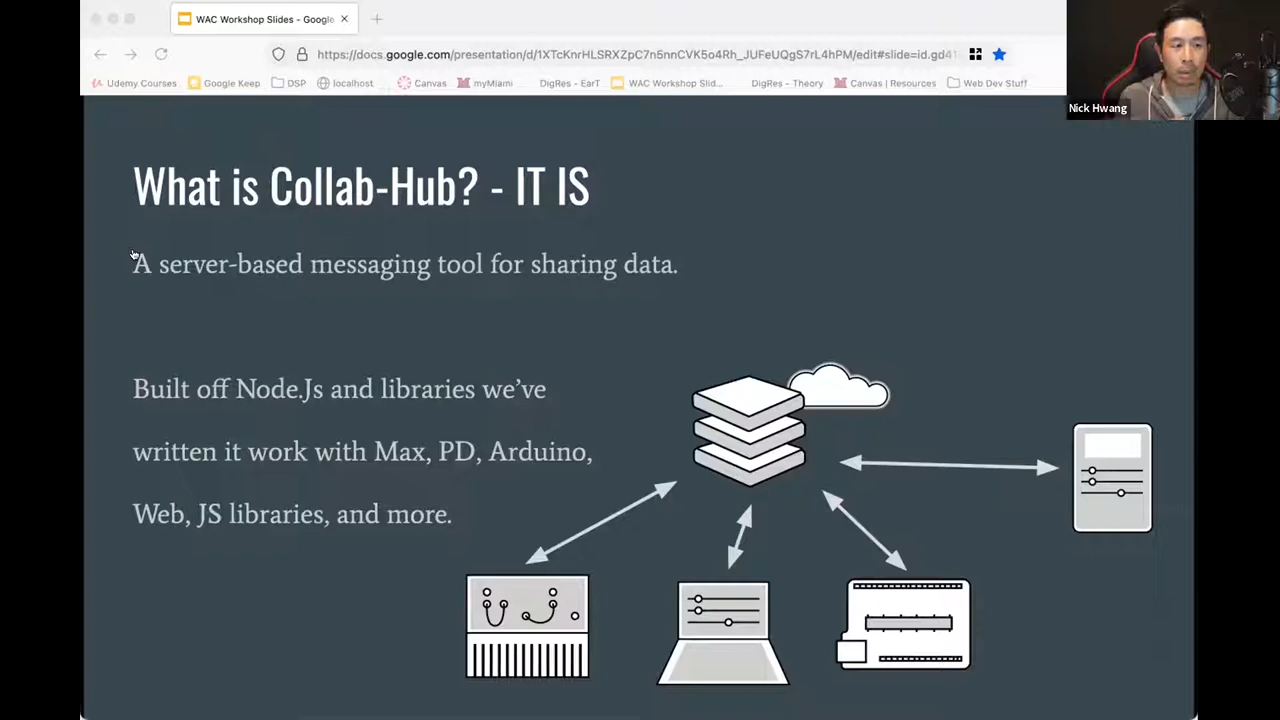 WAC Workshop Slides - Google
https://docs.google.com/presentation/d/1XTcKnrHLSRXZpC7n5nnCVK5o4Rh_JUFeUQgS7rL4hPM/edit#slide=id.gd41
Udemy Courses Google Keep DSP localhost Canvas myMiami DigRes - EarT WAC Workshop Slid... DigRes - Theory Canvas | Resources Web Dev Stuff
Nick Hwang
What is Collab-Hub? - IT IS
A server-based messaging tool for sharing data.
Built off Node.Js and libraries we've
written it work with Max, PD, Arduino,
Web, JS libraries, and more.